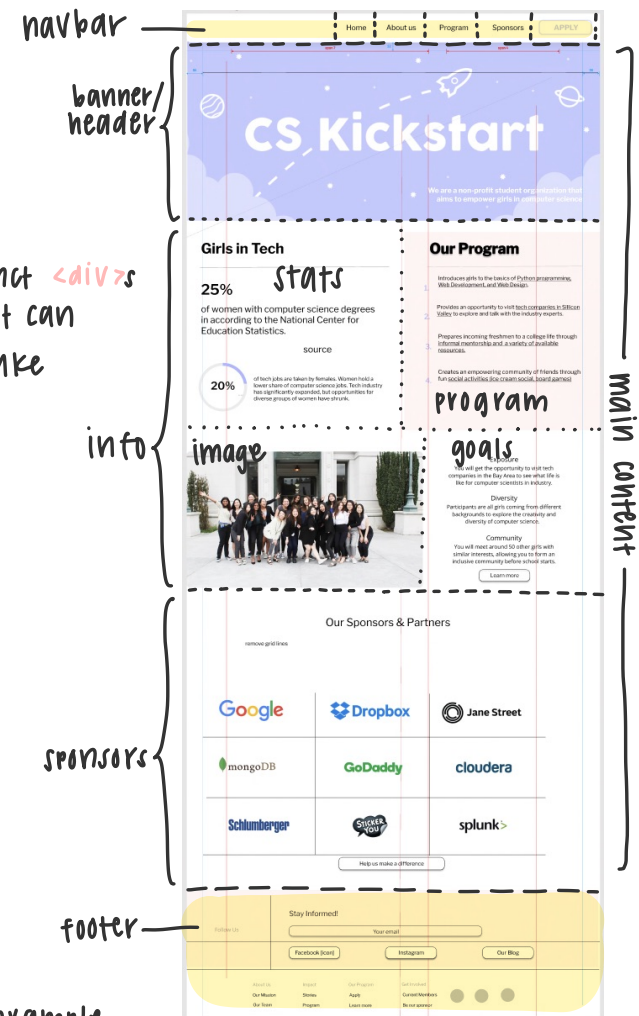 navbar
Home About us Program Sponsors APPLY
banner/
header
CS Kickstart
We are a non-profit student organization that
aims to empower girls in computer science
nct <div>s
t can
ke
info
Girls in Tech
stats
25%
of women with computer science degrees
in according to the National Center for
Education Statistics.
source
20%
of tech jobs are taken by females. Women hold a
lower share of computer science jobs. Tech industry
has significantly expanded, but opportunities for
diverse groups of women have shrunk.
Our Program
1. Introduces girls to the basics of Python programming,
Web Development, and Web Design.
2. Provides an opportunity to visit tech companies in Silicon
Valley to explore and talk with the industry experts.
3. Prepares incoming freshmen to a college life through
informal mentorship and a variety of available
resources.
4. Creates an empowering community of friends through
fun social activities (ice cream social, board games)
program
main content
image
goals
Exposure
You will get the opportunity to visit tech
companies in the Bay Area to see what life is
like for computer scientists in industry.
Diversity
Participants are all girls coming from different
backgrounds to explore the creativity and
diversity of computer science.
Community
You will meet around 50 other girls with
similar interests, allowing you to form an
inclusive community before school starts.
Learn more
sponsors
Our Sponsors & Partners
remove grid lines
Google Dropbox Jane Street
mongoDB GoDaddy cloudera
Schlumberger STICKER YOU splunk>
Help us make a difference
footer
Follow Us
Stay Informed!
Your email
Facebook (icon) Instagram Our Blog
About Us Impact Our Program Get Involved
Our Mission Stories Apply Current Members
Our Team Program Learn more Be our sponsor
example